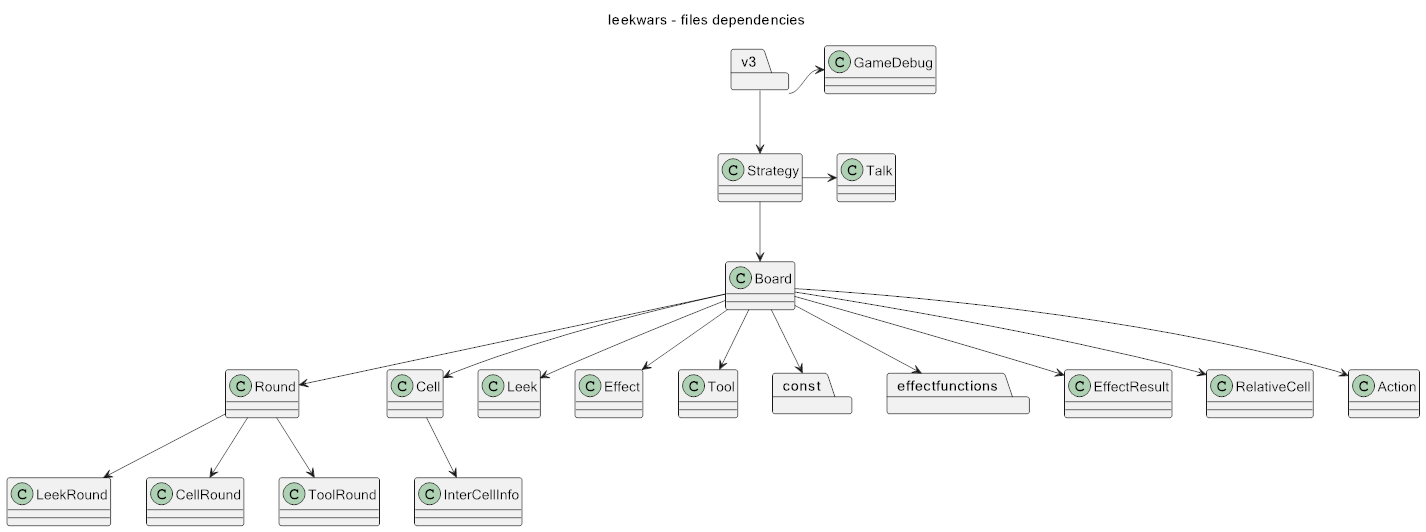 leekwars - files dependencies
v3
C GameDebug
C Strategy
C Talk
C Board
C Round
C Cell
C Leek
C Effect
C Tool
const
effectfunctions
C EffectResult
C RelativeCell
C Action
C LeekRound
C CellRound
C ToolRound
C InterCellInfo